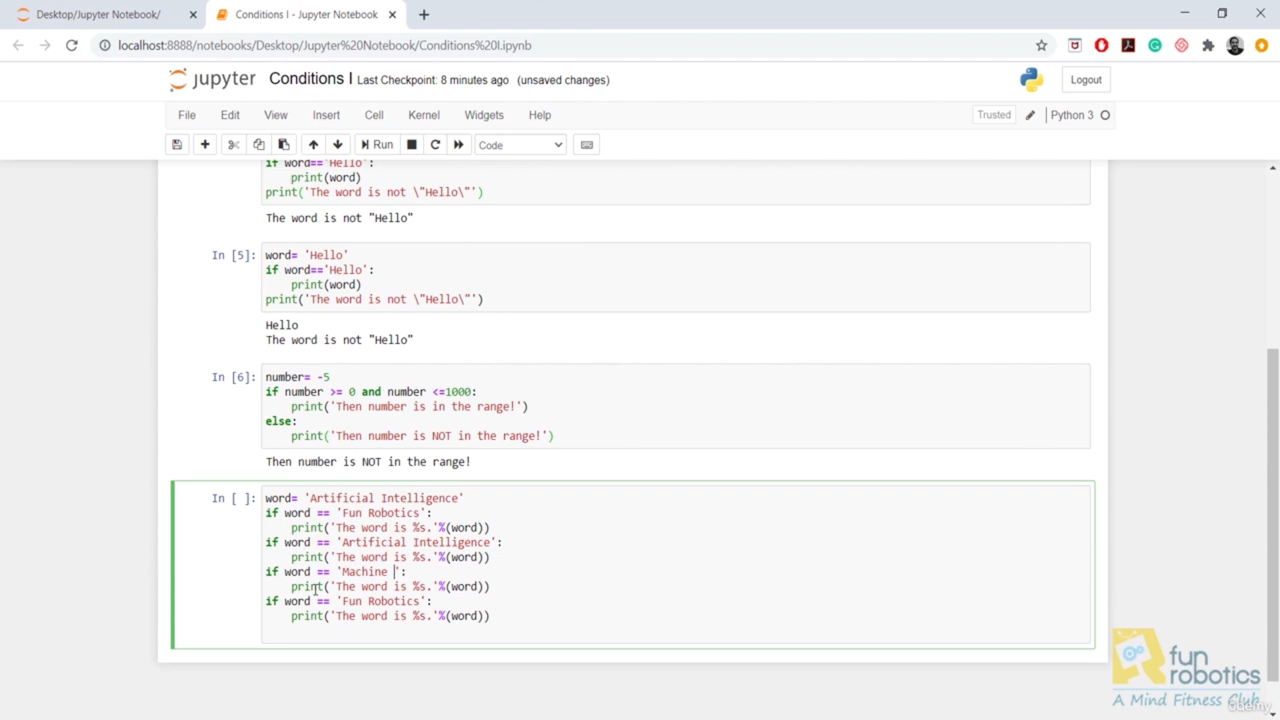 Desktop/Jupyter Notebook/
Conditions I - Jupyter Notebook
localhost:8888/notebooks/Desktop/Jupyter%20Notebook/Conditions%20I.ipynb
jupyter Conditions I Last Checkpoint: 8 minutes ago (unsaved changes)
Logout
File Edit View Insert Cell Kernel Widgets Help
Trusted
Python 3
Run
Code
if word=='Hello':
print(word)
print('The word is not \"Hello\"')
The word is not "Hello"
In [5]: word= 'Hello'
if word=='Hello':
print(word)
print('The word is not \"Hello\"')
Hello
The word is not "Hello"
In [6]: number= -5
if number >= 0 and number <=1000:
print('Then number is in the range!')
else:
print('Then number is NOT in the range!')
Then number is NOT in the range!
In [ ]: word= 'Artificial Intelligence'
if word == 'Fun Robotics':
print('The word is %s.'%(word))
if word == 'Artificial Intelligence':
print('The word is %s.'%(word))
if word == 'Machine ':
print('The word is %s.'%(word))
if word == 'Fun Robotics':
print('The word is %s.'%(word))
fun
robotics
A Mind Fitness Club
ûdemy